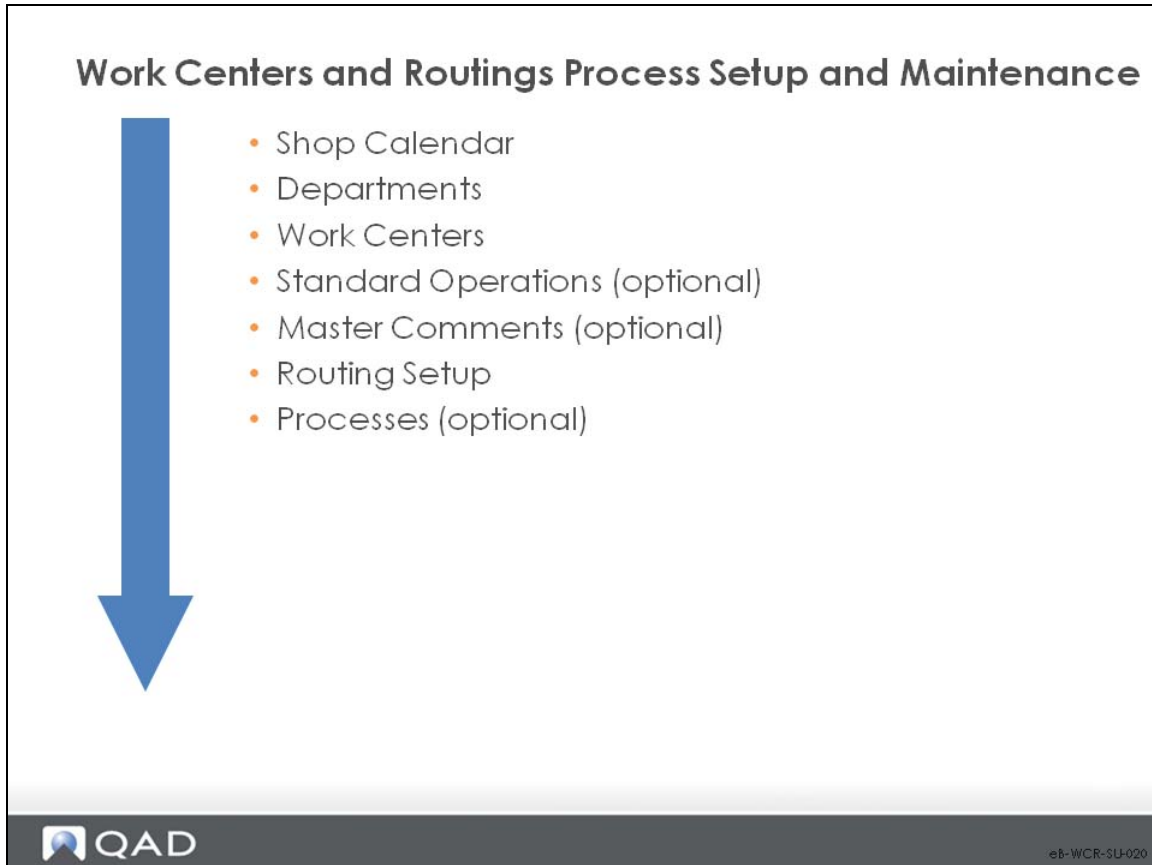 Work Centers and Routings Process Setup and Maintenance
• Shop Calendar
• Departments
• Work Centers
• Standard Operations (optional)
• Master Comments (optional)
• Routing Setup
• Processes (optional)
QAD
eB-WCR-SU-020